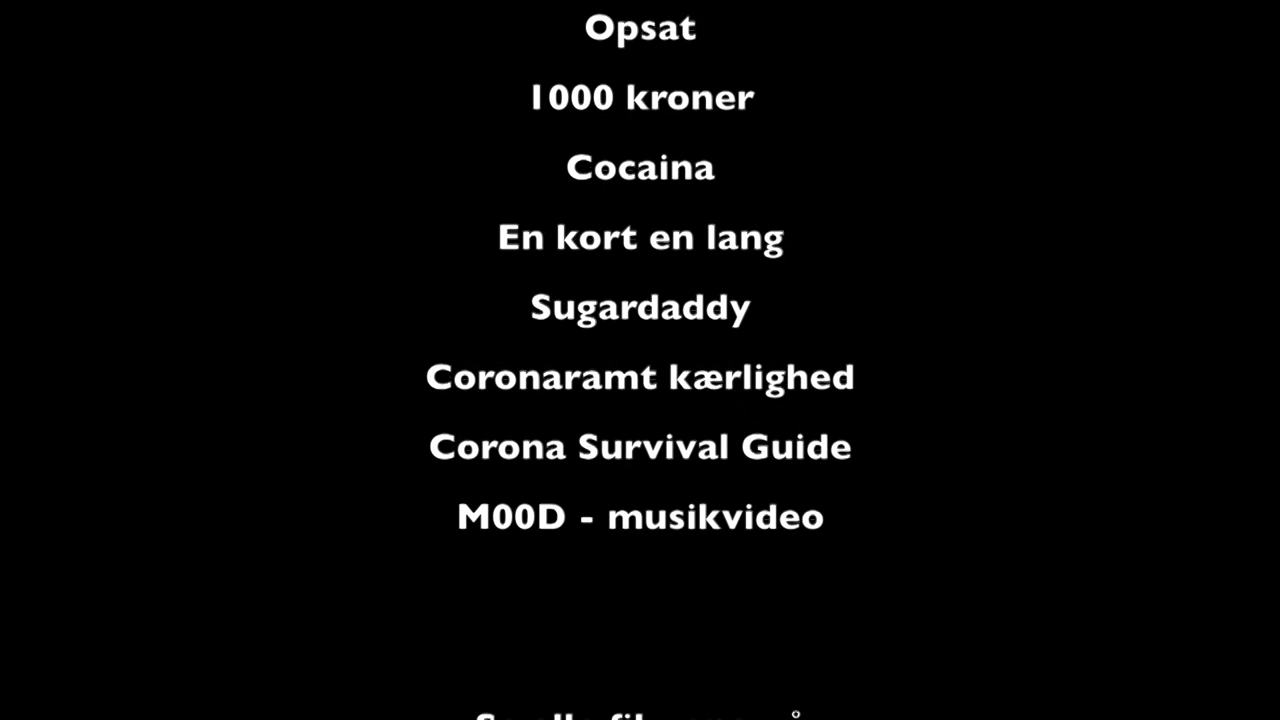 Opsat
1000 kroner
Cocaina
En kort en lang
Sugardaddy
Coronaramt kærlighed
Corona Survival Guide
M00D - musikvideo